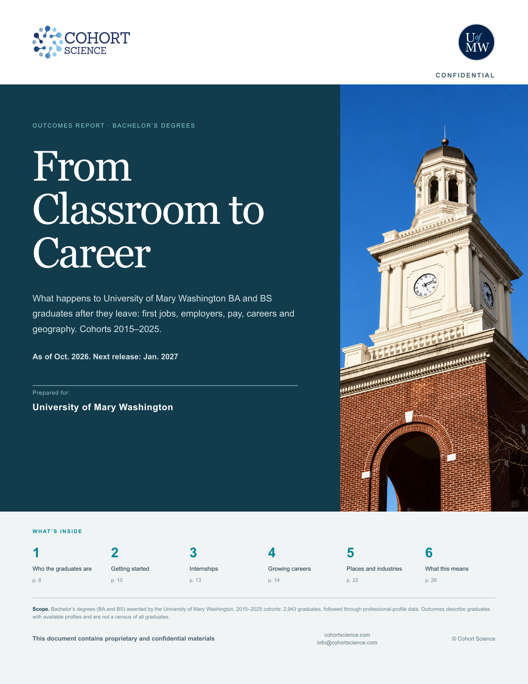 COHORT
SCIENCE
U of
MW
CONFIDENTIAL
OUTCOMES REPORT · BACHELOR'S DEGREES
From
Classroom to
Career
What happens to University of Mary Washington BA and BS
graduates after they leave: first jobs, employers, pay, careers and
geography. Cohorts 2015–2025.
As of Oct. 2026. Next release: Jan. 2027
Prepared for:
University of Mary Washington
WHAT'S INSIDE
1
Who the graduates are
p. 8
2
Getting started
p. 10
3
Internships
p. 13
4
Growing careers
p. 14
5
Places and industries
p. 22
6
What this means
p. 26
Scope. Bachelor's degrees (BA and BS) awarded by the University of Mary Washington, 2015–2025 cohorts: 2,943 graduates, followed through professional-profile data. Outcomes describe graduates
with available profiles and are not a census of all graduates.
This document contains proprietary and confidential materials
cohortscience.com
info@cohortscience.com
© Cohort Science